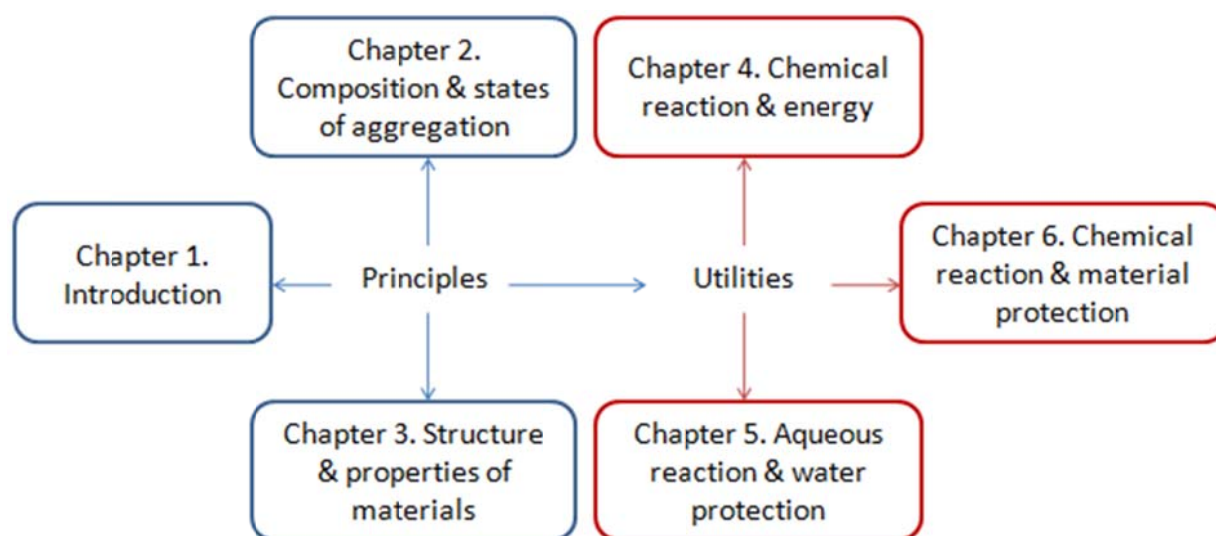 Chapter 2.
Composition & states
of aggregation
Chapter 4. Chemical
reaction & energy
Chapter 1.
Introduction
Principles
Utilities
Chapter 6. Chemical
reaction & material
protection
Chapter 3. Structure
& properties of
materials
Chapter 5. Aqueous
reaction & water
protection